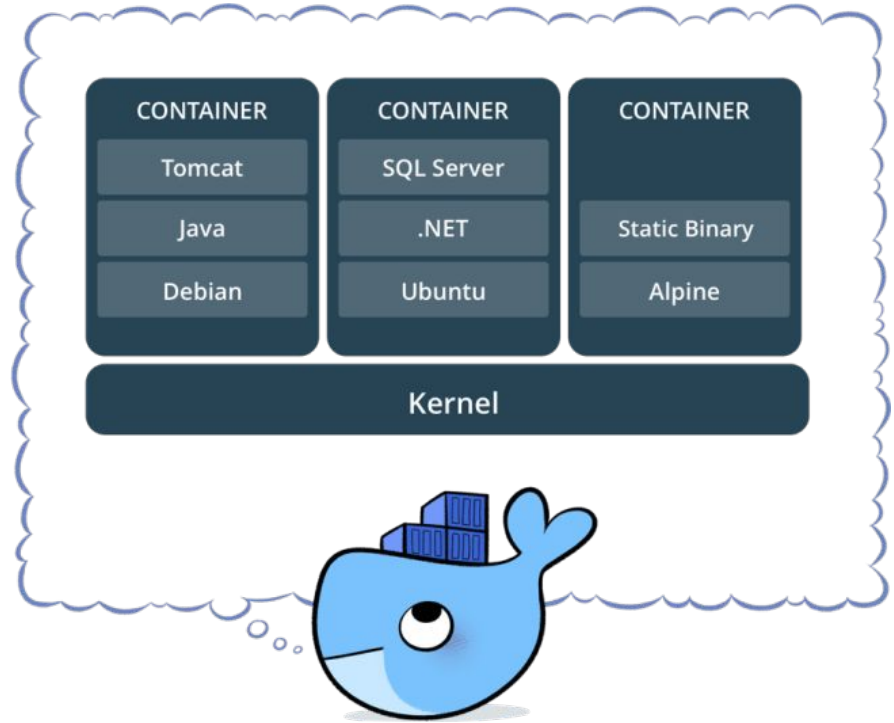 CONTAINER
Tomcat
Java
Debian
CONTAINER
SQL Server
.NET
Ubuntu
CONTAINER
Static Binary
Alpine
Kernel